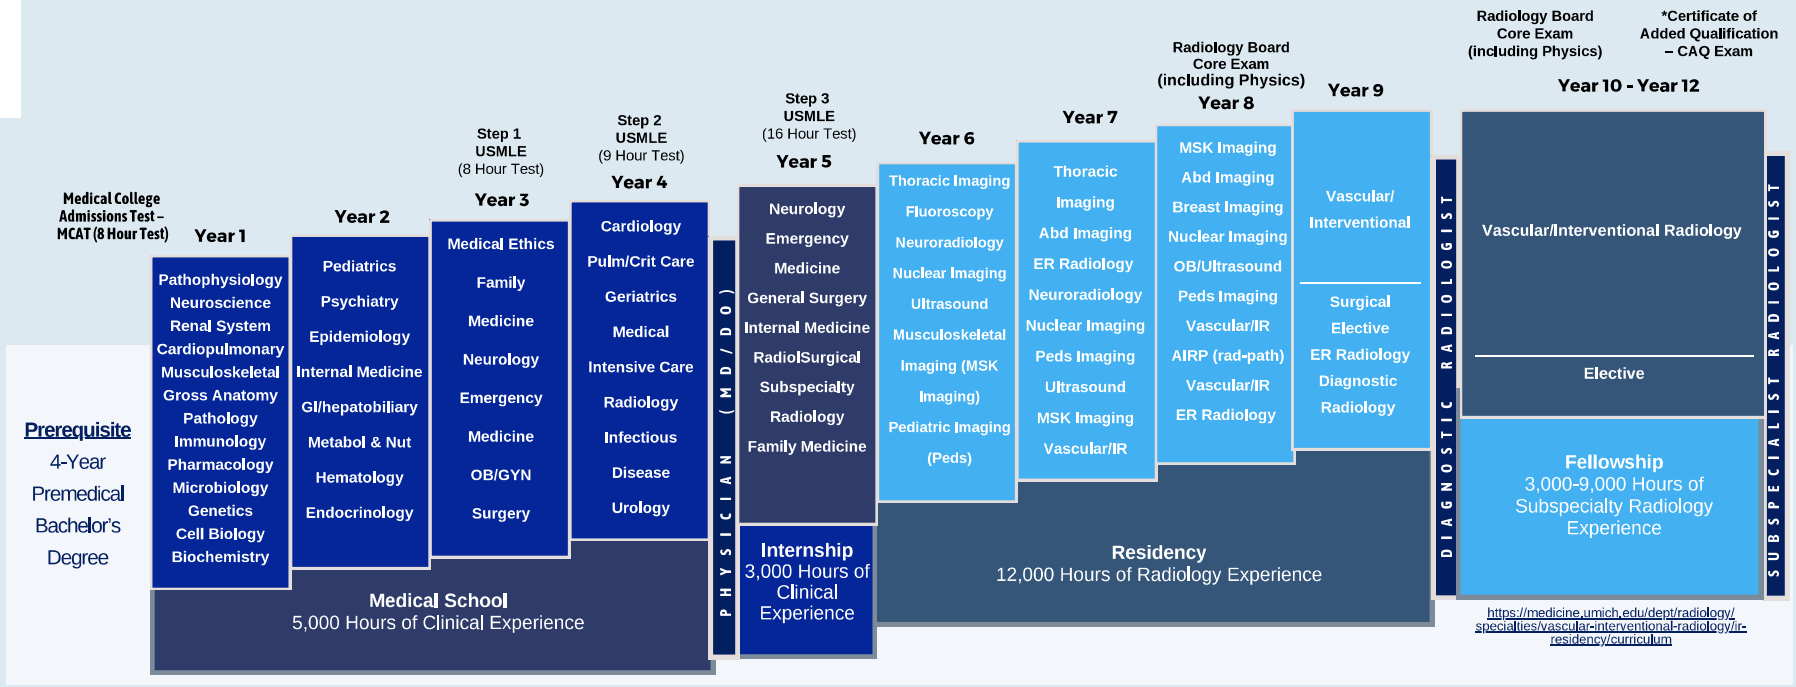 Prerequisite
4-Year
Premedical
Bachelor's
Degree
Medical College
Admissions Test –
MCAT (8 Hour Test)
Year 1
Pathophysiology
Neuroscience
Renal System
Cardiopulmonary
Musculoskeletal
Gross Anatomy
Pathology
Immunology
Pharmacology
Microbiology
Genetics
Cell Biology
Biochemistry
Year 2
Pediatrics
Psychiatry
Epidemiology
Internal Medicine
GI/hepatobiliary
Metabol & Nut
Hematology
Endocrinology
Step 1
USMLE
(8 Hour Test)
Year 3
Medical Ethics
Family
Medicine
Neurology
Emergency
Medicine
OB/GYN
Surgery
Step 2
USMLE
(9 Hour Test)
Year 4
Cardiology
Pulm/Crit Care
Geriatrics
Medical
Intensive Care
Radiology
Infectious
Disease
Urology
Medical School
5,000 Hours of Clinical Experience
PHYSICIAN (MD/DO)
Step 3
USMLE
(16 Hour Test)
Year 5
Neurology
Emergency
Medicine
General Surgery
Internal Medicine
RadiolSurgical
Subspecialty
Radiology
Family Medicine
Internship
3,000 Hours of
Clinical
Experience
Year 6
Thoracic Imaging
Fluoroscopy
Neuroradiology
Nuclear Imaging
Ultrasound
Musculoskeletal
Imaging (MSK
Imaging)
Pediatric Imaging
(Peds)
Year 7
Thoracic
Imaging
Abd Imaging
ER Radiology
Neuroradiology
Nuclear Imaging
Peds Imaging
Ultrasound
MSK Imaging
Vascular/IR
Radiology Board
Core Exam
(including Physics)
Year 8
MSK Imaging
Abd Imaging
Breast Imaging
Nuclear Imaging
OB/Ultrasound
Peds Imaging
Vascular/IR
AIRP (rad-path)
Vascular/IR
ER Radiology
Year 9
Vascular/
Interventional
Surgical
Elective
ER Radiology
Diagnostic
Radiology
Residency
12,000 Hours of Radiology Experience
DIAGNOSTIC RADIOLOGIST
Radiology Board
Core Exam
(including Physics)
*Certificate of
Added Qualification
– CAQ Exam
Year 10 - Year 12
Vascular/Interventional Radiology
Elective
Fellowship
3,000-9,000 Hours of
Subspecialty Radiology
Experience
SUBSPECIALIST RADIOLOGIST
https://medicine.umich.edu/dept/radiology/
specialties/vascular-interventional-radiology/ir-
residency/curriculum